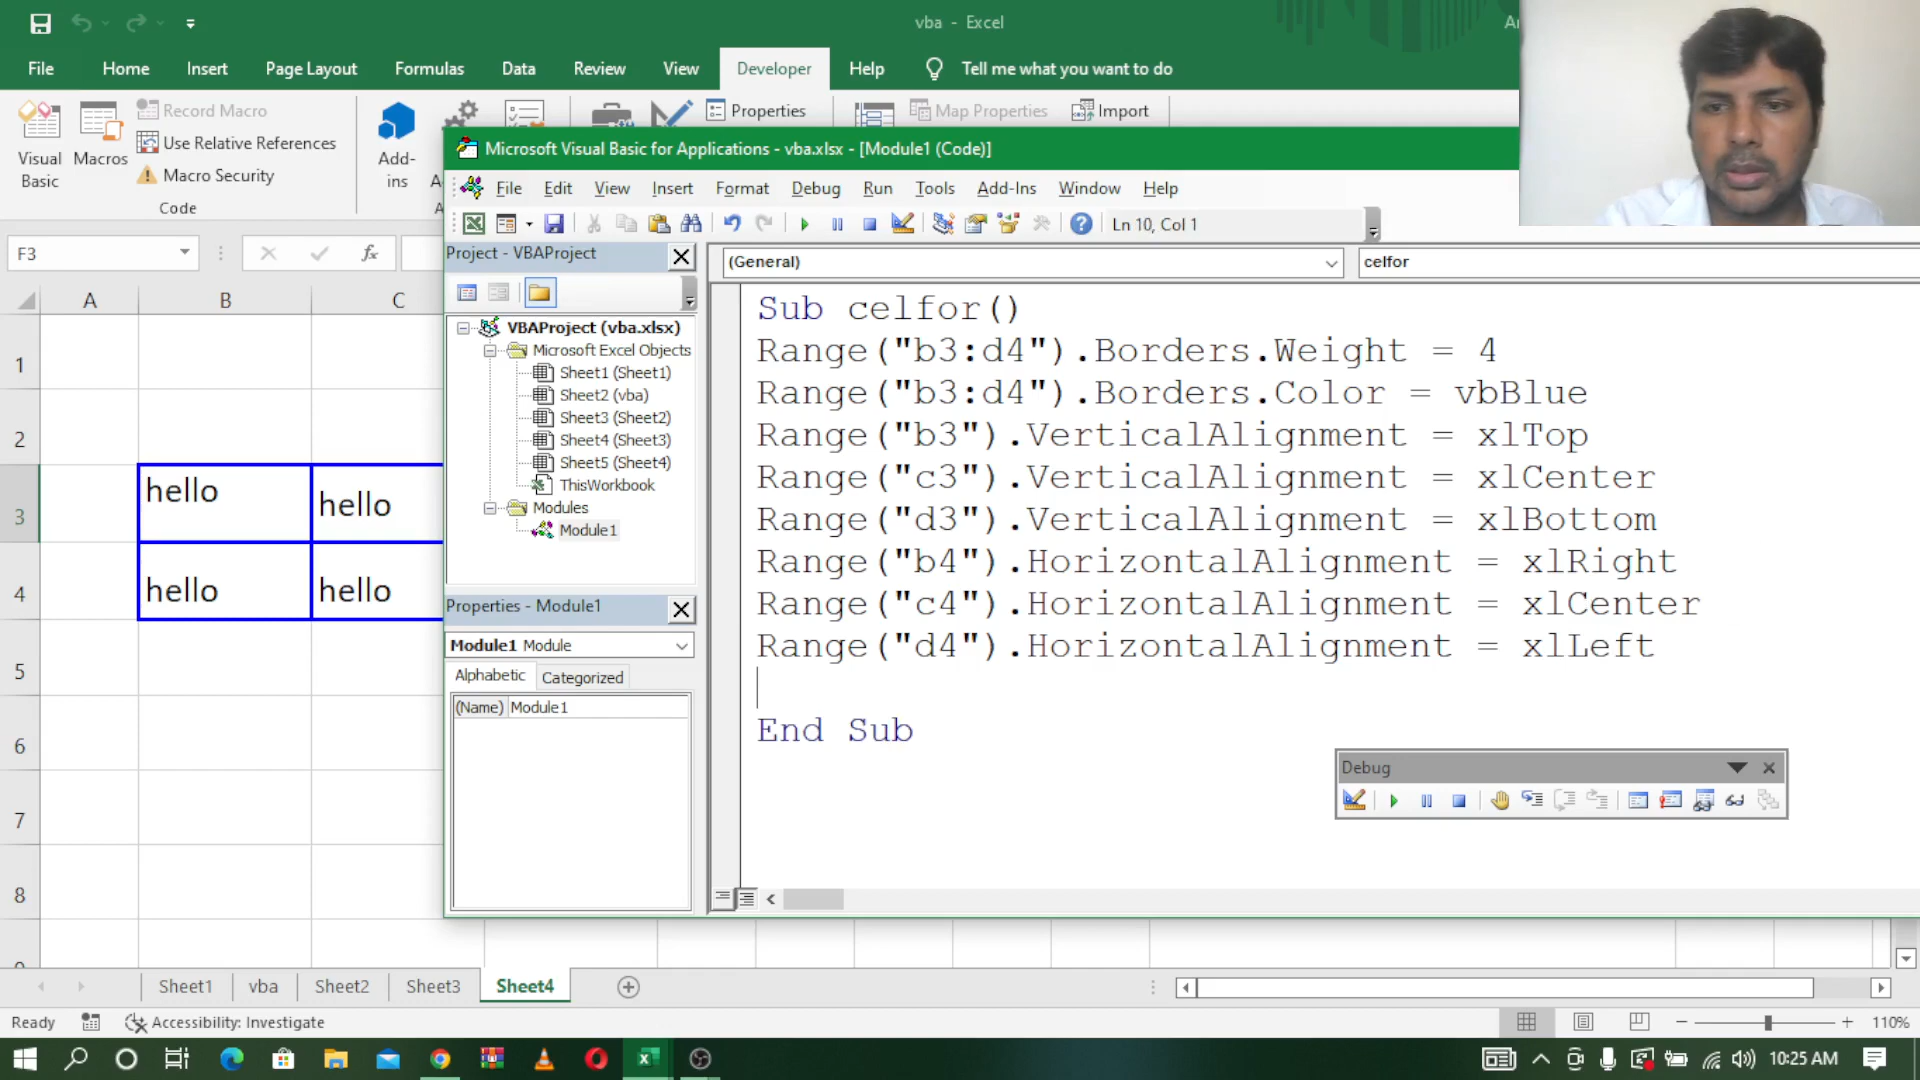 vba - Excel
File Home Insert Page Layout Formulas Data Review View Developer Help Tell me what you want to do
Visual Basic
Macros
Record Macro
Use Relative References
Macro Security
Code
Add-ins
Properties
Map Properties
Import
Microsoft Visual Basic for Applications - vba.xlsx - [Module1 (Code)]
File Edit View Insert Format Debug Run Tools Add-Ins Window Help
Ln 10, Col 1
F3
fx
A B C
1
2
3 hello hello
4 hello hello
5
6
7
8
9
Project - VBAProject
VBAProject (vba.xlsx)
Microsoft Excel Objects
Sheet1 (Sheet1)
Sheet2 (vba)
Sheet3 (Sheet2)
Sheet4 (Sheet3)
Sheet5 (Sheet4)
ThisWorkbook
Modules
Module1
Properties - Module1
Module1 Module
Alphabetic Categorized
(Name) Module1
(General) celfor
Sub celfor()
Range("b3:d4").Borders.Weight = 4
Range("b3:d4").Borders.Color = vbBlue
Range("b3").VerticalAlignment = xlTop
Range("c3").VerticalAlignment = xlCenter
Range("d3").VerticalAlignment = xlBottom
Range("b4").HorizontalAlignment = xlRight
Range("c4").HorizontalAlignment = xlCenter
Range("d4").HorizontalAlignment = xlLeft
End Sub
Debug
Sheet1 vba Sheet2 Sheet3 Sheet4
Ready Accessibility: Investigate 110%
10:25 AM